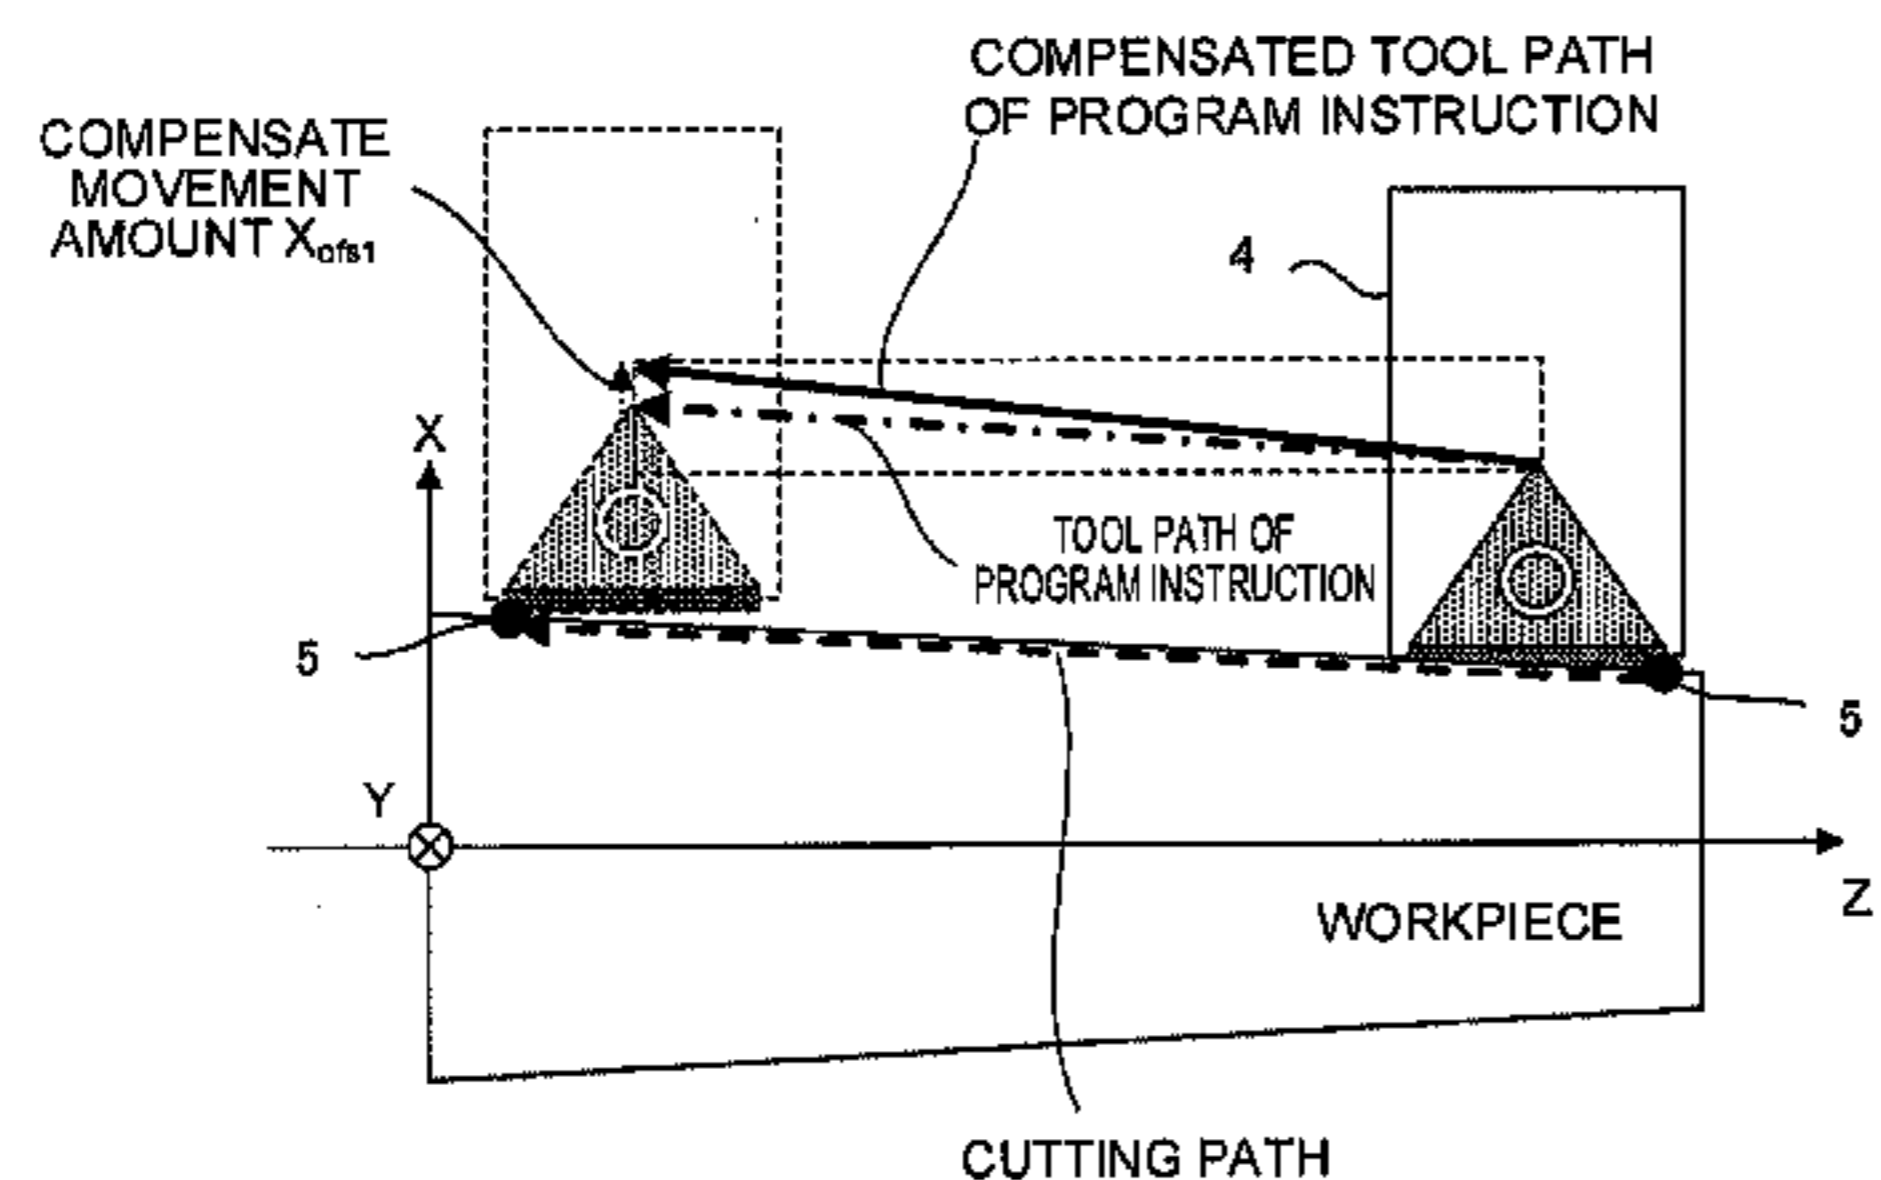 COMPENSATED TOOL PATH
OF PROGRAM INSTRUCTION
COMPENSATE
MOVEMENT
AMOUNT Xofs1
4
X
TOOL PATH OF
PROGRAM INSTRUCTION
5
5
Y
Z
WORKPIECE
CUTTING PATH